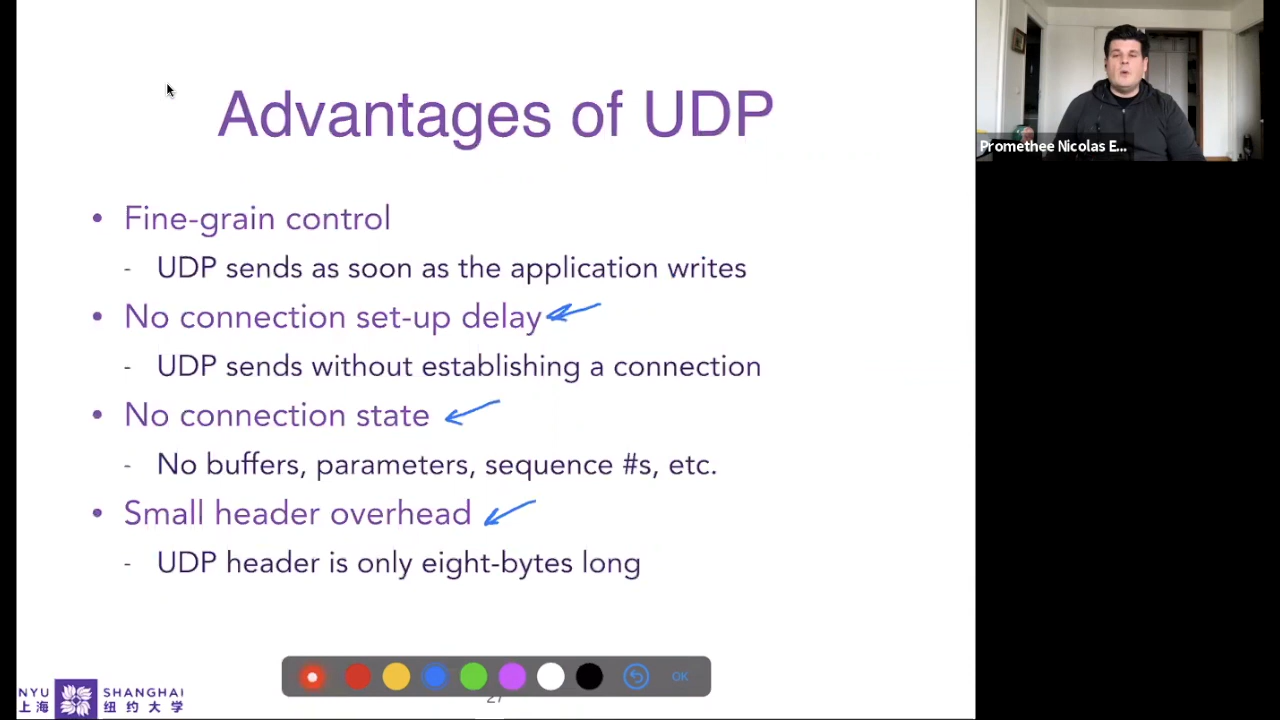 Advantages of UDP
Promethee Nicolas E...
• Fine-grain control
- UDP sends as soon as the application writes
• No connection set-up delay
- UDP sends without establishing a connection
• No connection state
- No buffers, parameters, sequence #s, etc.
• Small header overhead
- UDP header is only eight-bytes long
OK
27
NYU SHANGHAI
上海 纽约大学